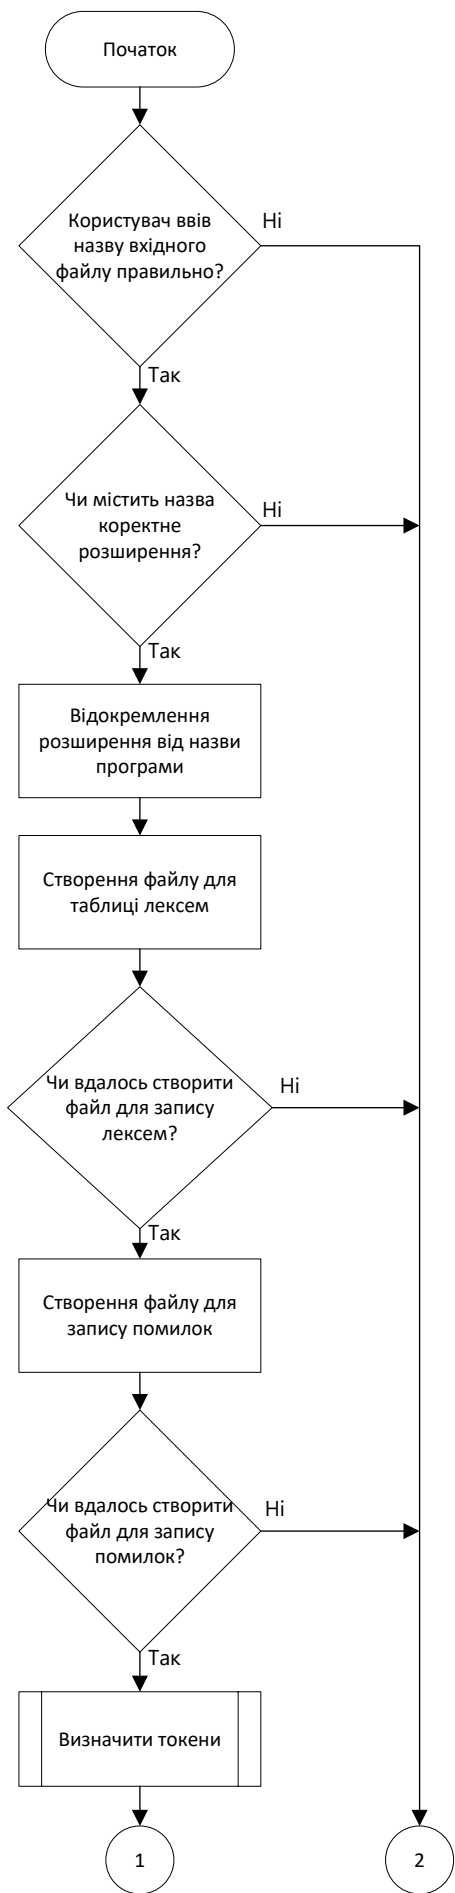 Початок
Користувач ввів
назву вхідного
файлу правильно?
Ні
Так
Чи містить назва
коректне
розширення?
Ні
Так
Відокремлення
розширення від назви
програми
Створення файлу для
таблиці лексем
Чи вдалось створити
файл для запису
лексем?
Ні
Так
Створення файлу для
запису помилок
Чи вдалось створити
файл для запису
помилок?
Ні
Так
Визначити токени
1
2